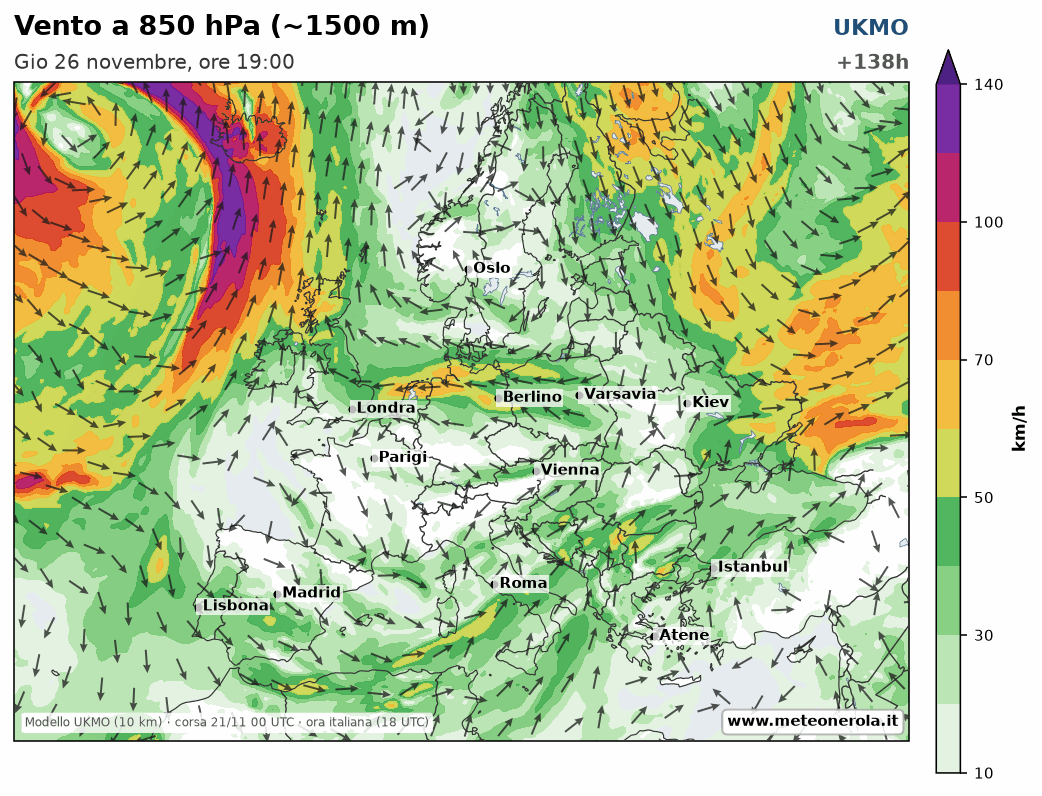 Vento a 850 hPa (~1500 m)
UKMO
Gio 26 novembre, ore 19:00
+138h
140
100
70
50
30
10
km/h
Oslo
Londra
Berlino
Varsavia
Kiev
Parigi
Vienna
Istanbul
Roma
Madrid
Lisbona
Atene
Modello UKMO (10 km) · corsa 21/11 00 UTC · ora italiana (18 UTC)
www.meteonerola.it